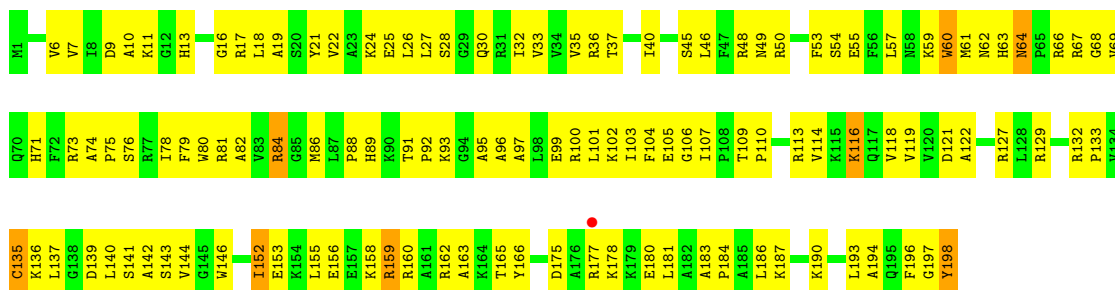 M1 V6 V7 I8 D9 A10 K11 G12 H13 G16 R17 L18 A19 S20 Y21 V22 A23 K24 E25 L26 L27 S28 G29 Q30 R31 I32 V33 V34 V35 R36 T37 I40 S45 L46 F47 R48 N49 R50 F53 S54 E55 F56 L57 N58 K59 W60 M61 N62 H63 N64 P65 R66 R67 G68
Q70 H71 F72 R73 A74 P75 S76 R77 I78 F79 W80 R81 A82 V83 R84 G85 M86 L87 P88 H89 K90 T91 P92 K93 G94 A95 A96 A97 L98 E99 R100 L101 K102 I103 F104 E105 G106 I107 P108 T109 P110 R113 V114 K115 K116 Q117 V118 V119 V120 D121 A122 R127 L128 R129 R132 P133
C135 K136 L137 G138 D139 L140 S141 A142 S143 V144 G145 W146 I152 E153 K154 L155 E156 E157 K158 R159 R160 A161 R162 A163 K164 T165 Y166 D175 A176 R177 K178 K179 E180 L181 A182 A183 P184 A185 L186 K187 K190 L193 A194 Q195 F196 G197 Y198